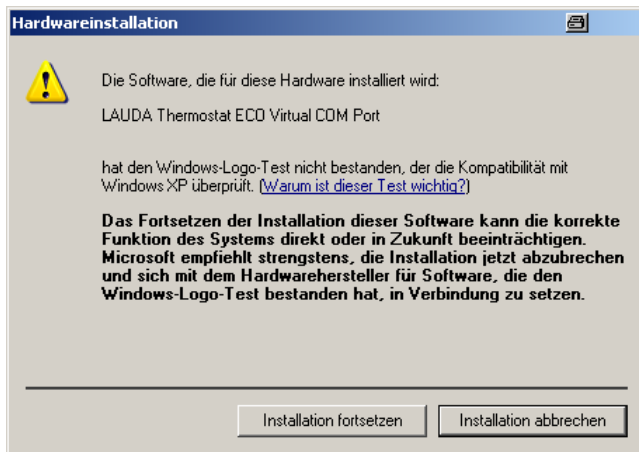 Hardwareinstallation
Die Software, die für diese Hardware installiert wird:
LAUDA Thermostat ECO Virtual COM Port
hat den Windows-Logo-Test nicht bestanden, der die Kompatibilität mit
Windows XP überprüft. (Warum ist dieser Test wichtig?)
Das Fortsetzen der Installation dieser Software kann die korrekte
Funktion des Systems direkt oder in Zukunft beeinträchtigen.
Microsoft empfiehlt strengstens, die Installation jetzt abzubrechen
und sich mit dem Hardwarehersteller für Software, die den
Windows-Logo-Test bestanden hat, in Verbindung zu setzen.
Installation fortsetzen
Installation abbrechen